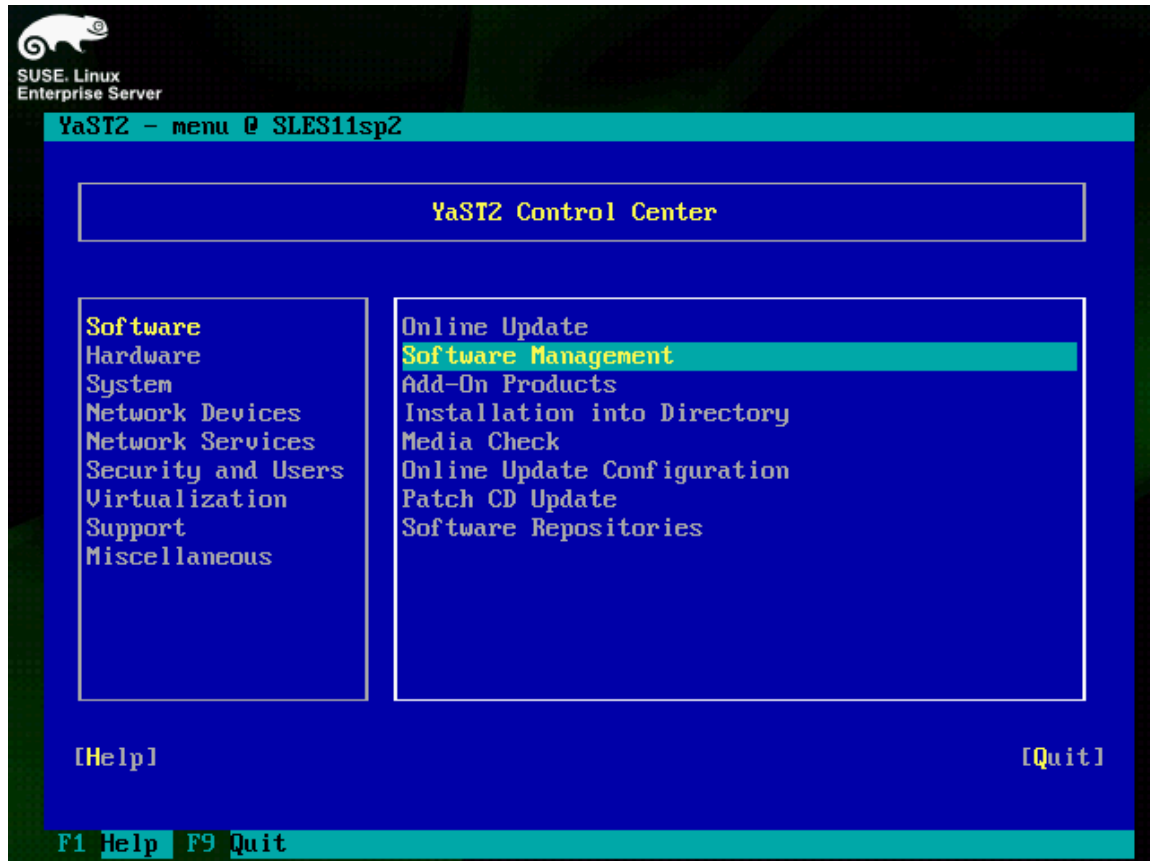 SUSE. Linux
Enterprise Server
YaST2 - menu @ SLES11sp2
YaST2 Control Center
Software
Hardware
System
Network Devices
Network Services
Security and Users
Virtualization
Support
Miscellaneous
Online Update
Software Management
Add-On Products
Installation into Directory
Media Check
Online Update Configuration
Patch CD Update
Software Repositories
[Help] [Quit]
F1 Help F9 Quit